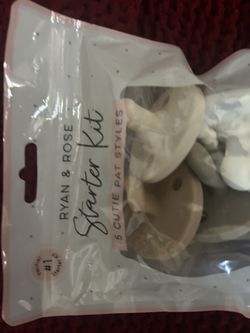 RYAN & ROSE
Starter Kit
5 CUTIE PAT STYLES
#1